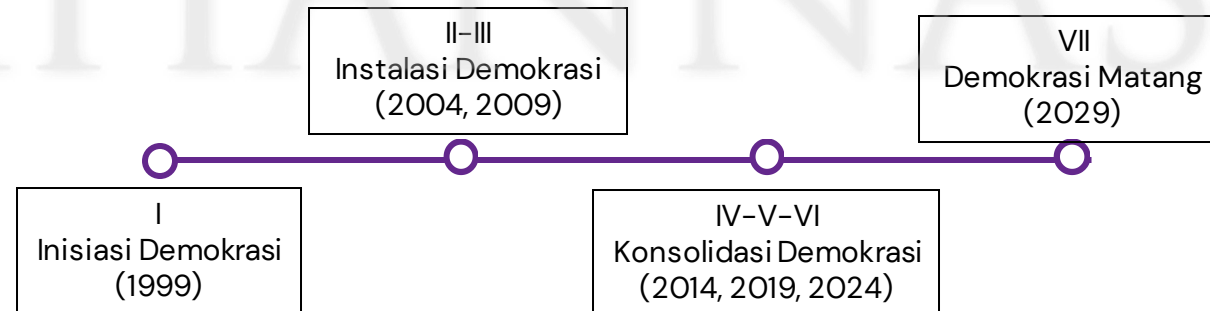 I
Inisiasi Demokrasi
(1999)
II–III
Instalasi Demokrasi
(2004, 2009)
IV-V-VI
Konsolidasi Demokrasi
(2014, 2019, 2024)
VII
Demokrasi Matang
(2029)